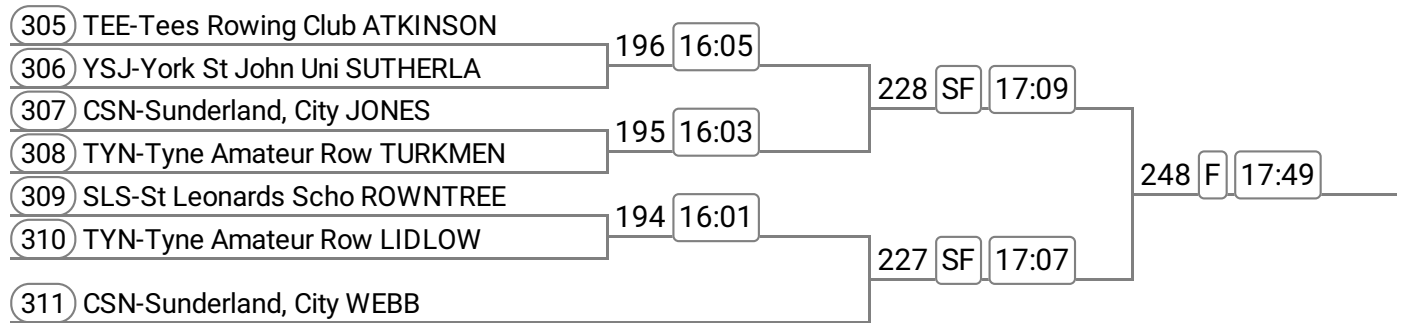 305 TEE-Tees Rowing Club ATKINSON
196 16:05
306 YSJ-York St John Uni SUTHERLA
228 SF 17:09
307 CSN-Sunderland, City JONES
195 16:03
308 TYN-Tyne Amateur Row TURKMEN
248 F 17:49
309 SLS-St Leonards Scho ROWNTREE
194 16:01
310 TYN-Tyne Amateur Row LIDLOW
227 SF 17:07
311 CSN-Sunderland, City WEBB